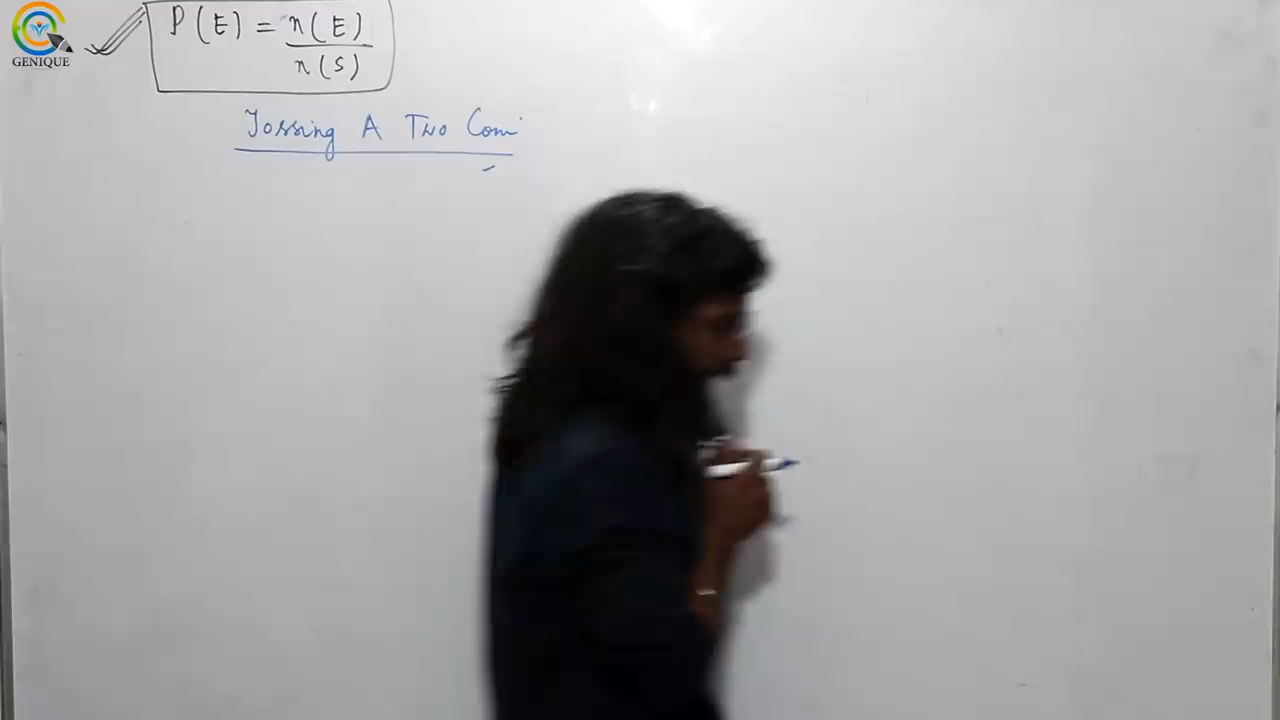 GENIQUE
P(E) = n(E)
n(S)
Tossing A Two Coin